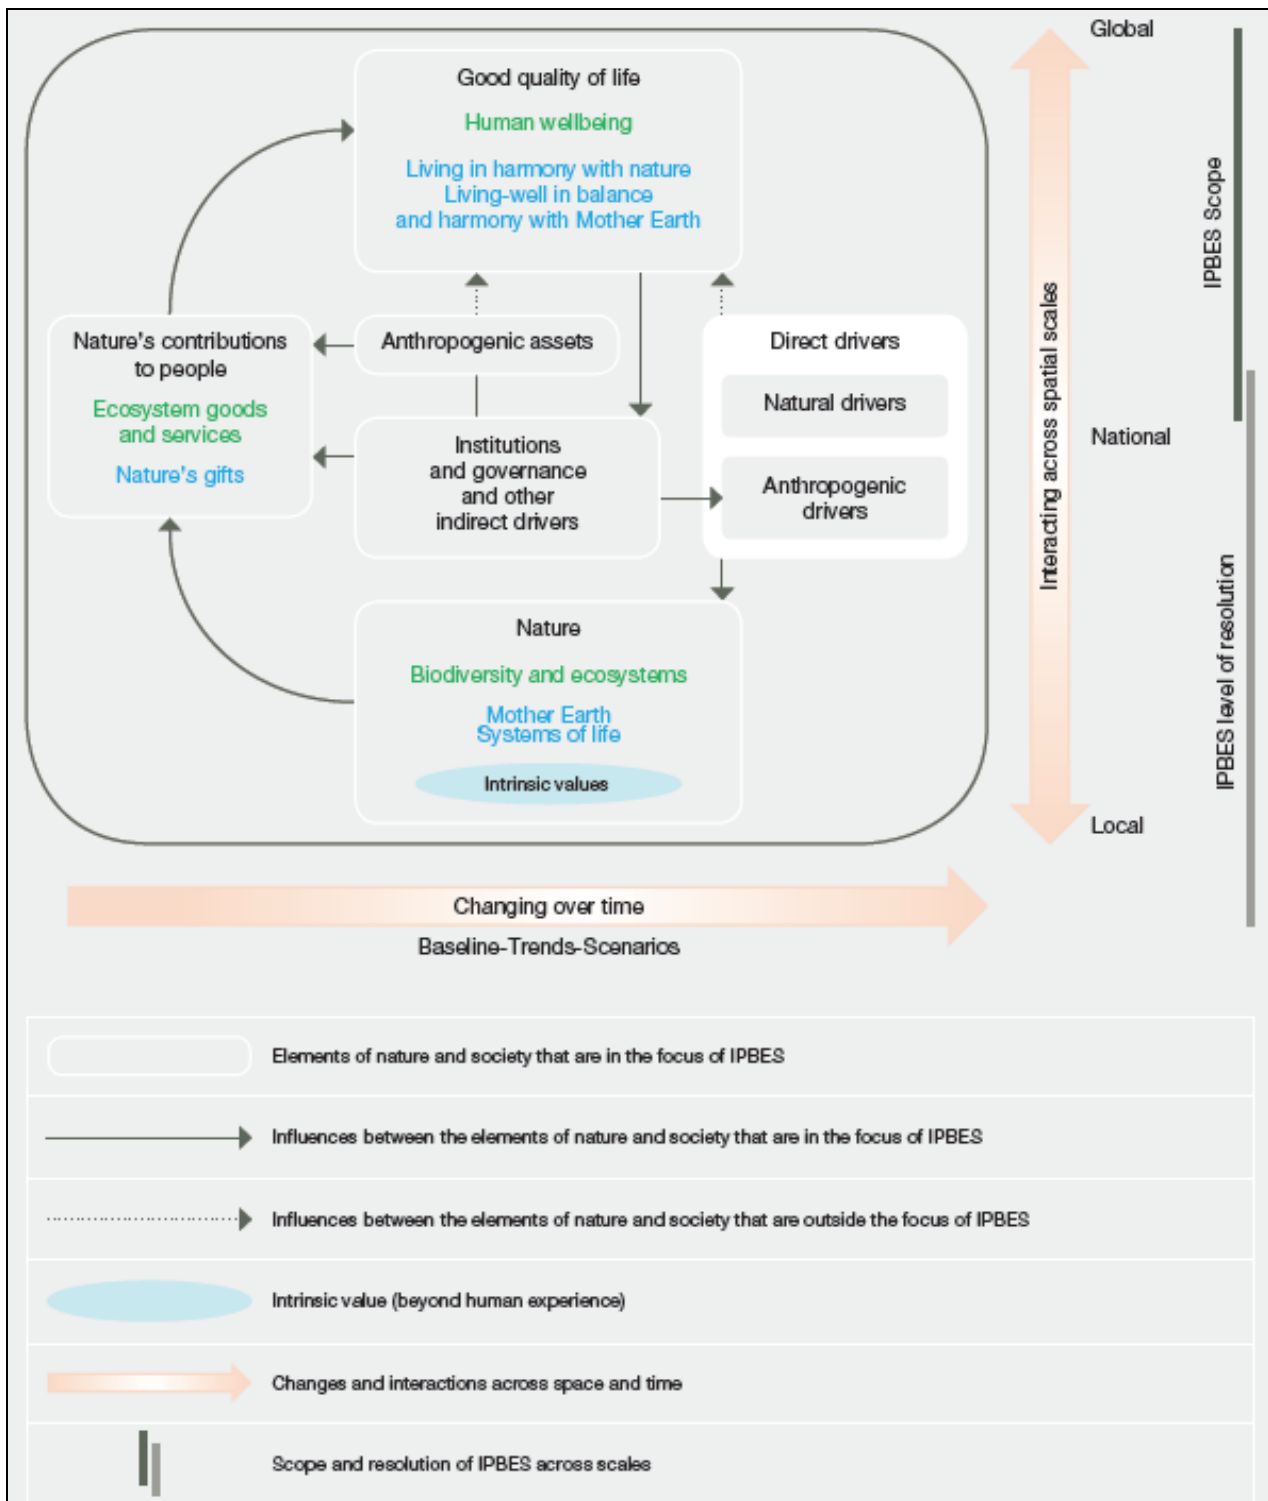 Global
Good quality of life
Human wellbeing
Living in harmony with nature
Living-well in balance
and harmony with Mother Earth
IPBES Scope
Nature's contributions
to people
Ecosystem goods
and services
Nature's gifts
Anthropogenic assets
Institutions
and governance
and other
indirect drivers
Direct drivers
Natural drivers
Anthropogenic
drivers
Interacting across spatial scales
National
IPBES level of resolution
Nature
Biodiversity and ecosystems
Mother Earth
Systems of life
Intrinsic values
Local
Changing over time
Baseline-Trends-Scenarios
Elements of nature and society that are in the focus of IPBES
Influences between the elements of nature and society that are in the focus of IPBES
Influences between the elements of nature and society that are outside the focus of IPBES
Intrinsic value (beyond human experience)
Changes and interactions across space and time
Scope and resolution of IPBES across scales